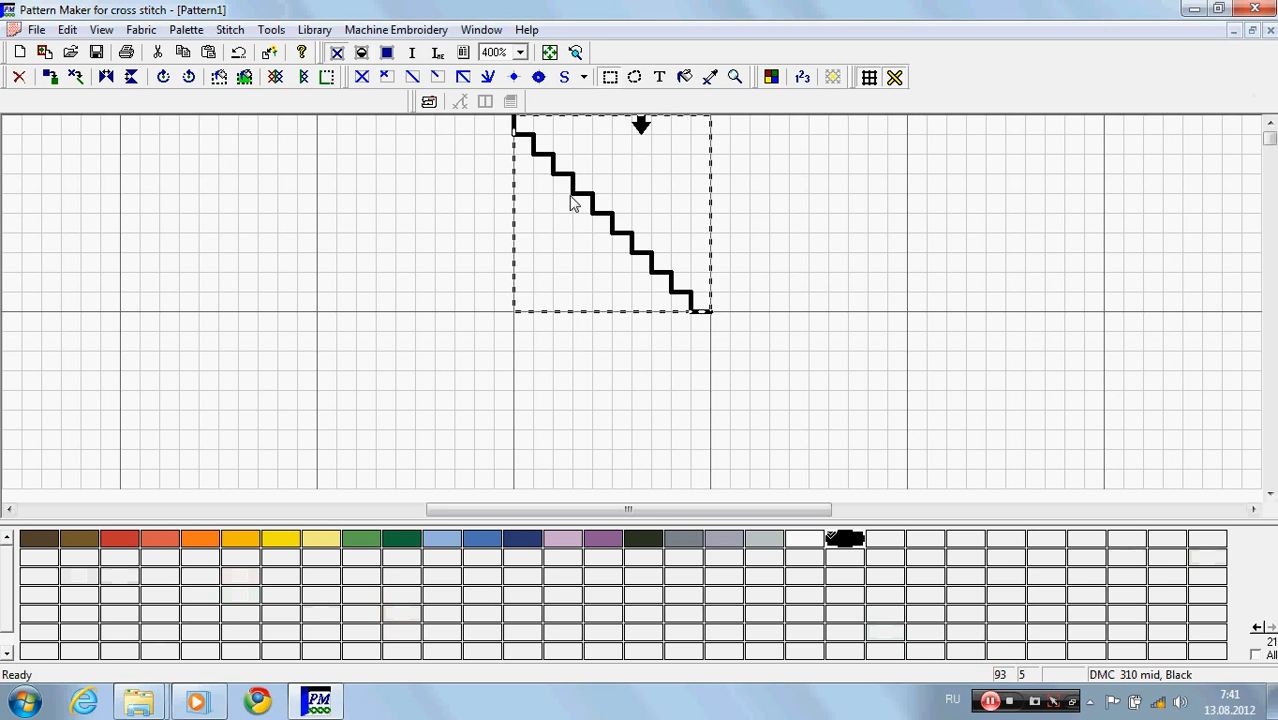 Pattern Maker for cross stitch - [Pattern1]
File Edit View Fabric Palette Stitch Tools Library Machine Embroidery Window Help
400%
Ready 93 5 DMC 310 mid, Black
21
All
RU
7:41
13.08.2012